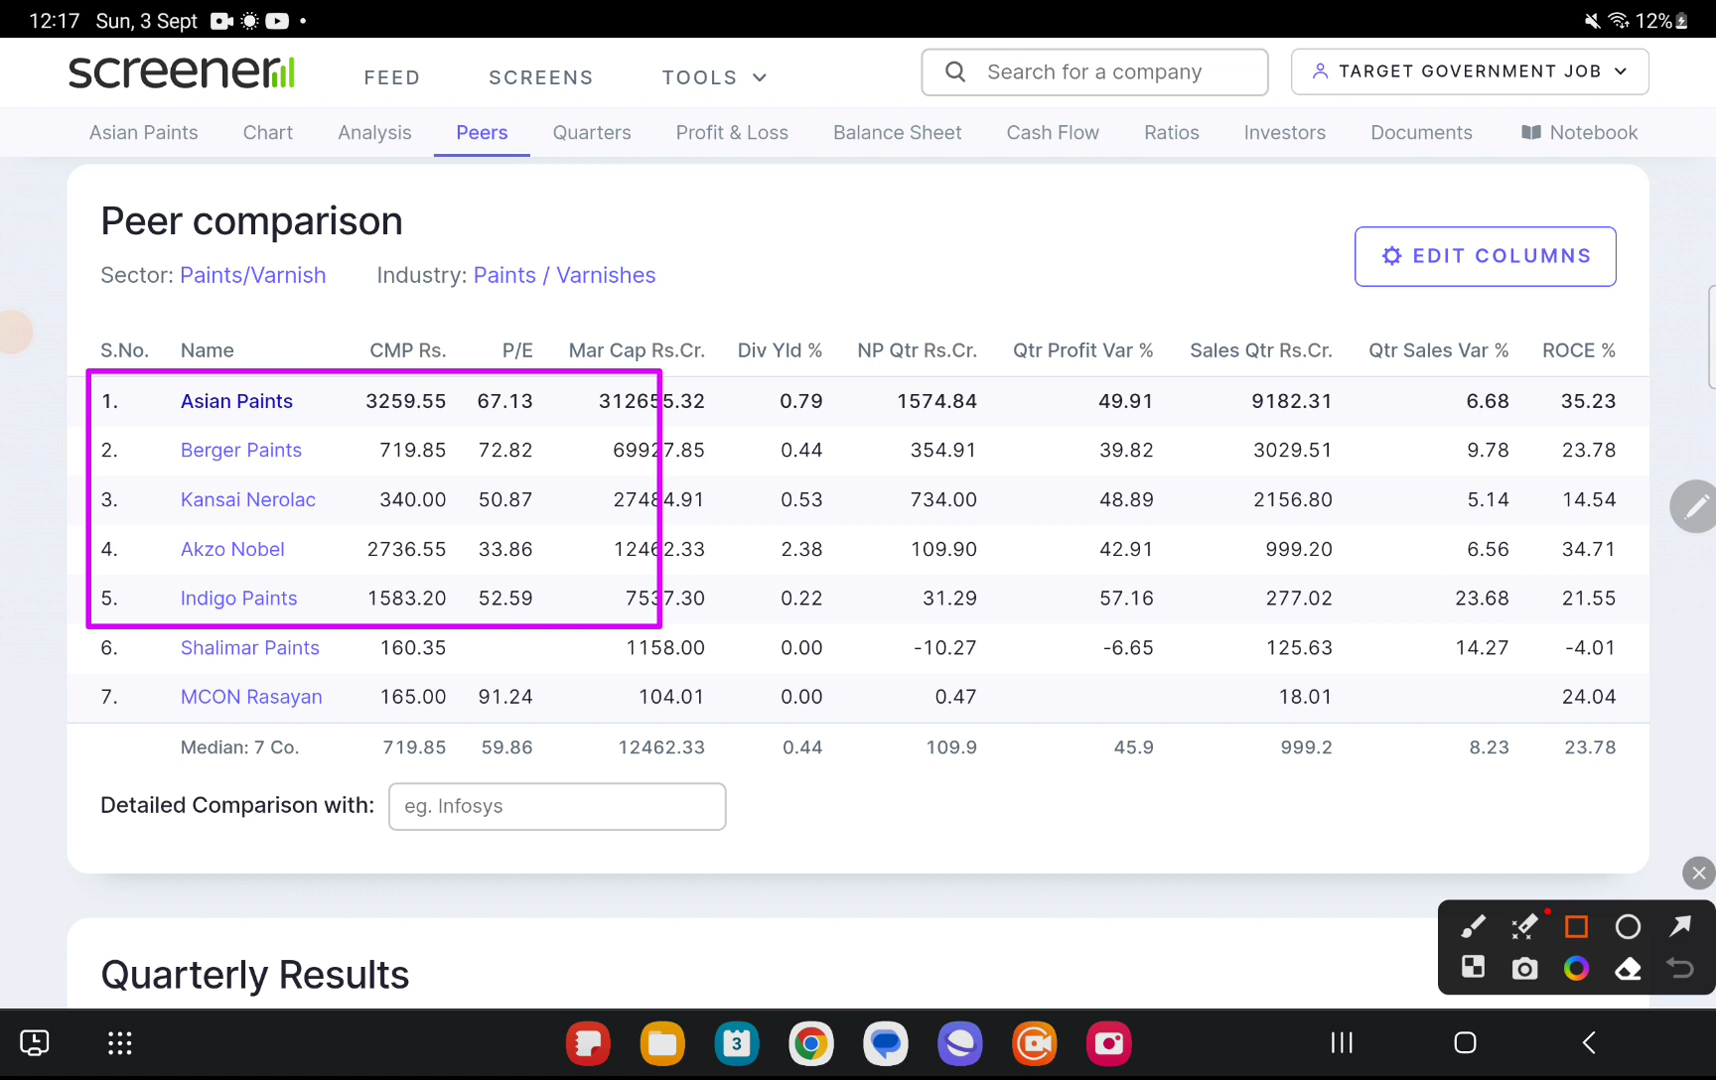 12:17 Sun, 3 Sept 12%
screener FEED SCREENS TOOLS Search for a company TARGET GOVERNMENT JOB
Asian Paints Chart Analysis Peers Quarters Profit & Loss Balance Sheet Cash Flow Ratios Investors Documents Notebook
Peer comparison
EDIT COLUMNS
Sector: Paints/Varnish Industry: Paints / Varnishes
S.No. Name CMP Rs. P/E Mar Cap Rs.Cr. Div Yld % NP Qtr Rs.Cr. Qtr Profit Var % Sales Qtr Rs.Cr. Qtr Sales Var % ROCE %
1. Asian Paints 3259.55 67.13 312655.32 0.79 1574.84 49.91 9182.31 6.68 35.23
2. Berger Paints 719.85 72.82 69927.85 0.44 354.91 39.82 3029.51 9.78 23.78
3. Kansai Nerolac 340.00 50.87 27484.91 0.53 734.00 48.89 2156.80 5.14 14.54
4. Akzo Nobel 2736.55 33.86 12462.33 2.38 109.90 42.91 999.20 6.56 34.71
5. Indigo Paints 1583.20 52.59 7537.30 0.22 31.29 57.16 277.02 23.68 21.55
6. Shalimar Paints 160.35 1158.00 0.00 -10.27 -6.65 125.63 14.27 -4.01
7. MCON Rasayan 165.00 91.24 104.01 0.00 0.47 18.01 24.04
Median: 7 Co. 719.85 59.86 12462.33 0.44 109.9 45.9 999.2 8.23 23.78
Detailed Comparison with: eg. Infosys
Quarterly Results
3